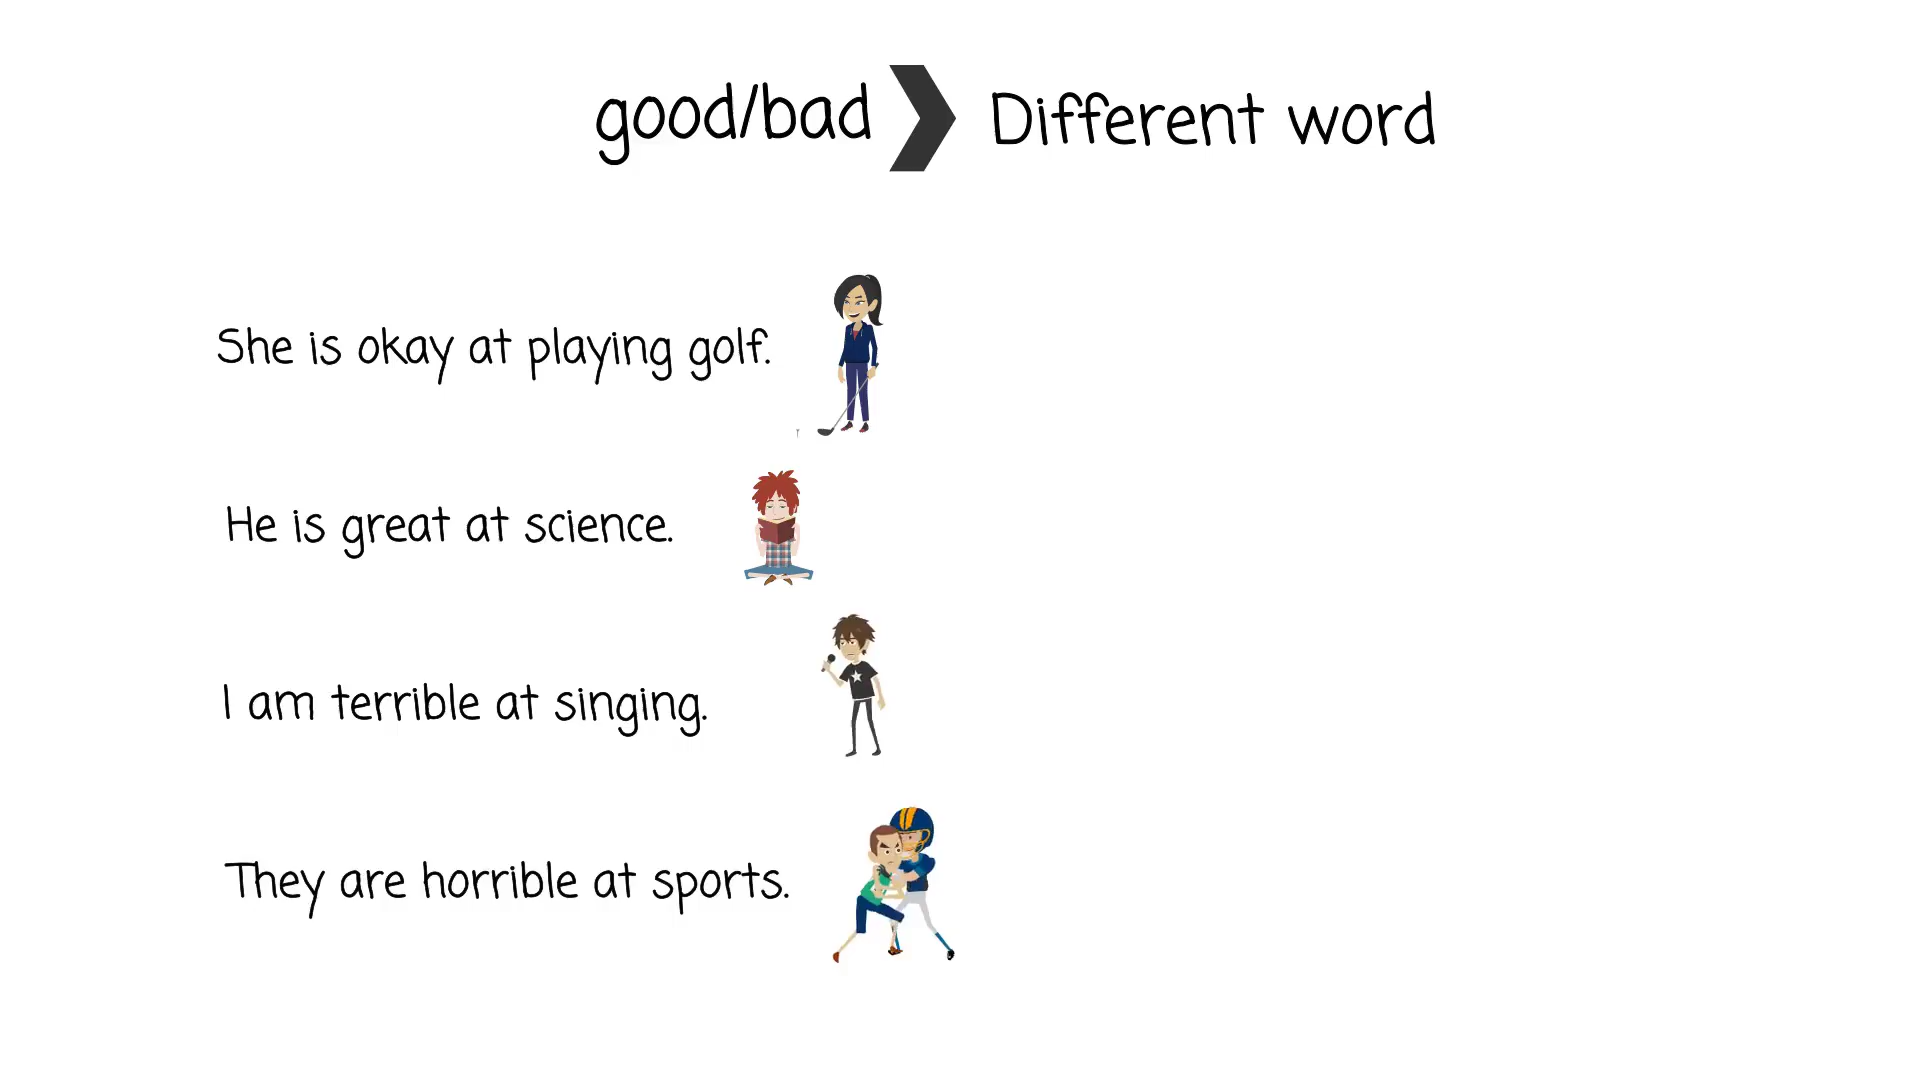 good/bad Different word
She is okay at playing golf.
He is great at science.
I am terrible at singing.
They are horrible at sports.